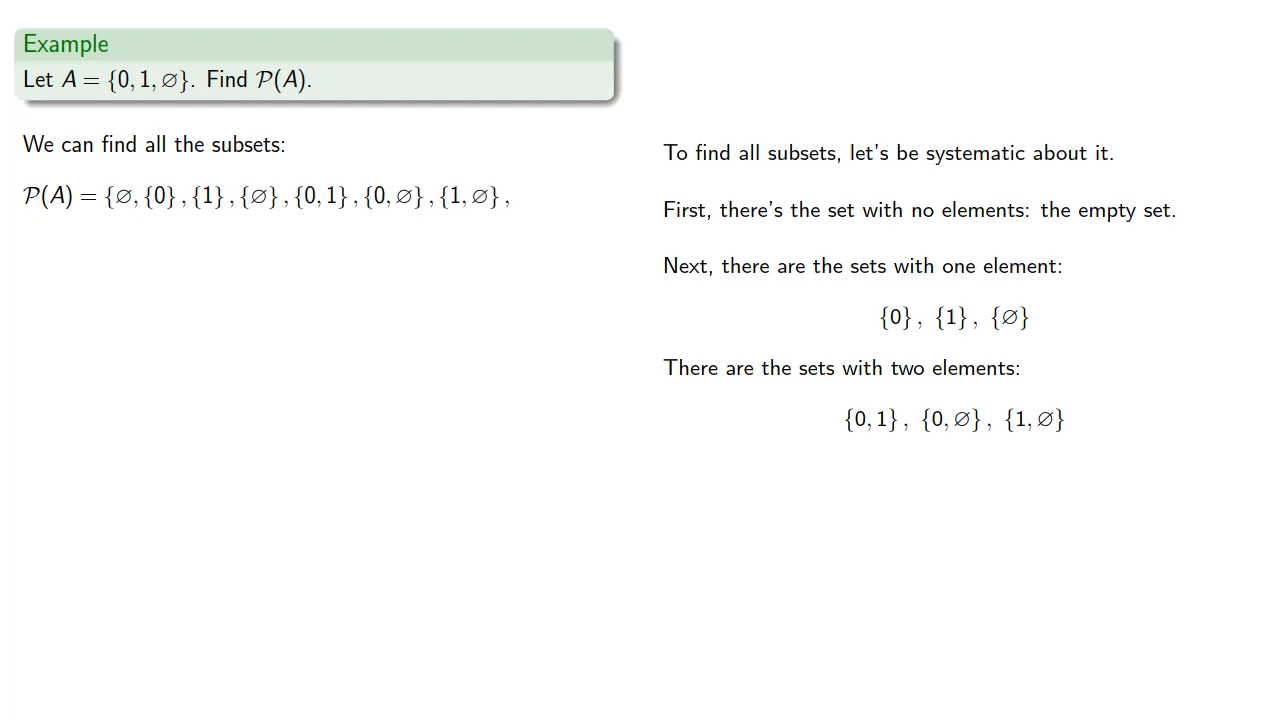 Example
Let A = {0, 1, ∅}. Find 𝒫(A).
We can find all the subsets:
𝒫(A) = {∅, {0}, {1}, {∅}, {0, 1}, {0, ∅}, {1, ∅},
To find all subsets, let's be systematic about it.
First, there's the set with no elements: the empty set.
Next, there are the sets with one element:
{0}, {1}, {∅}
There are the sets with two elements:
{0, 1}, {0, ∅}, {1, ∅}